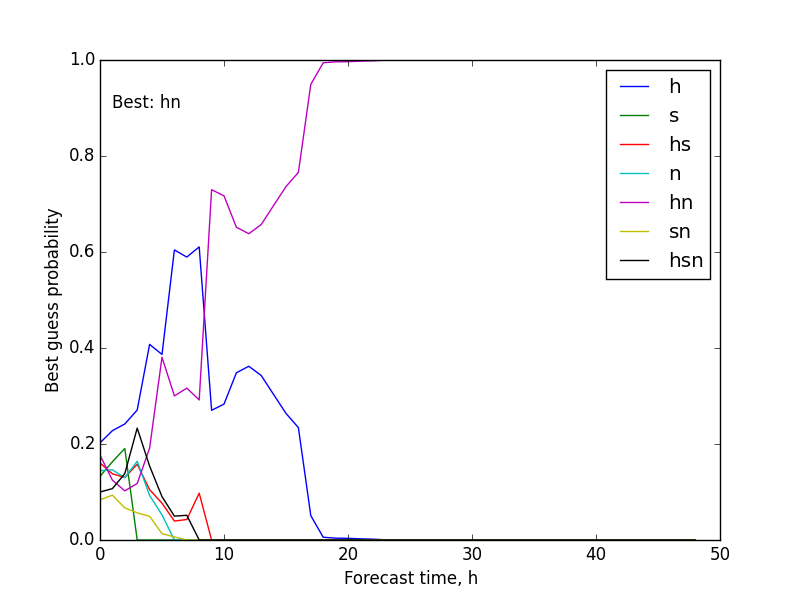 1.0
0.8
0.6
0.4
0.2
0.0
Best guess probability
Best: hn
h
s
hs
n
hn
sn
hsn
0 10 20 30 40 50
Forecast time, h